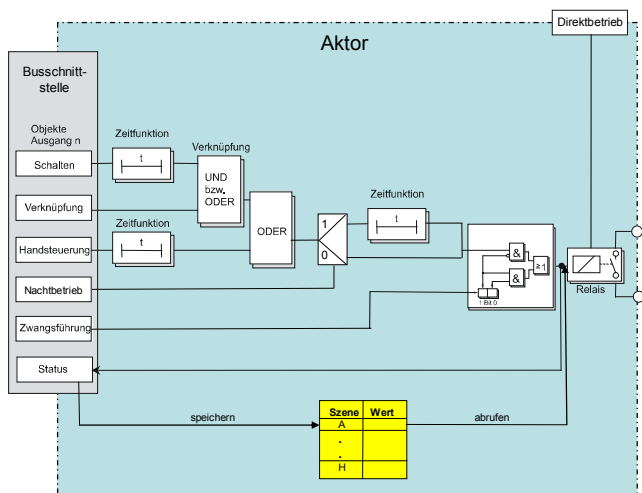 Direktbetrieb
Aktor
Busschnitt-
stelle
Objekte
Ausgang n
Zeitfunktion
Verknüpfung
Schalten
t
UND
bzw.
ODER
Verknüpfung
Zeitfunktion
Zeitfunktion
t
ODER
1
0
t
Handsteuerung
&
≥1
&
1 Bit 0
Relais
Nachtbetrieb
Zwangsführung
Status
speichern
Szene Wert
A
.
.
H
abrufen